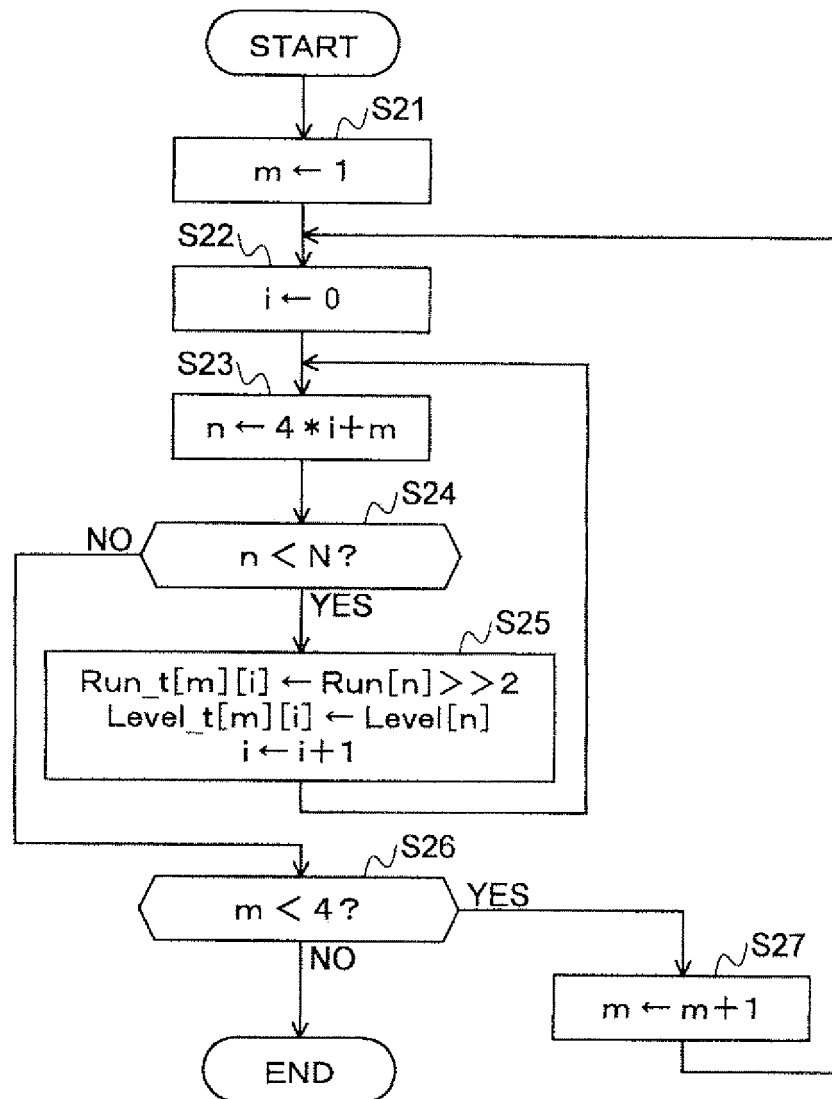 START
S21
m ← 1
S22
i ← 0
S23
n ← 4 * i+m
S24
NO
n < N?
YES
S25
Run_t[m][i] ← Run[n]>>2
Level_t[m][i] ← Level[n]
i ← i+1
S26
m < 4?
YES
NO
S27
m ← m+1
END